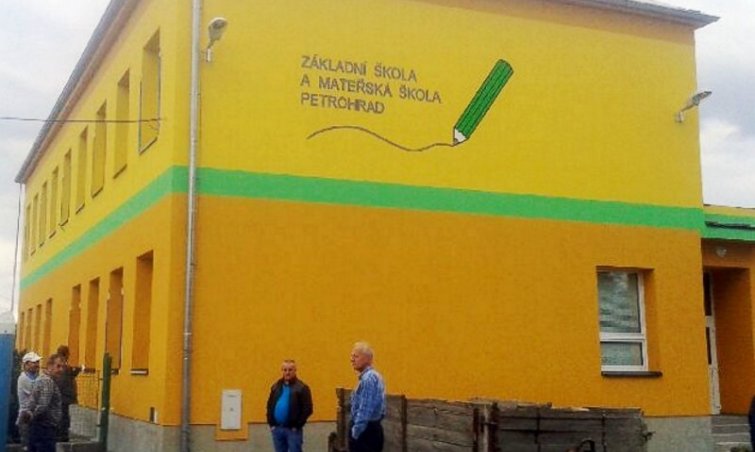 ZÁKLADNÍ ŠKOLA
A MATEŘSKÁ ŠKOLA
PETROHRAD